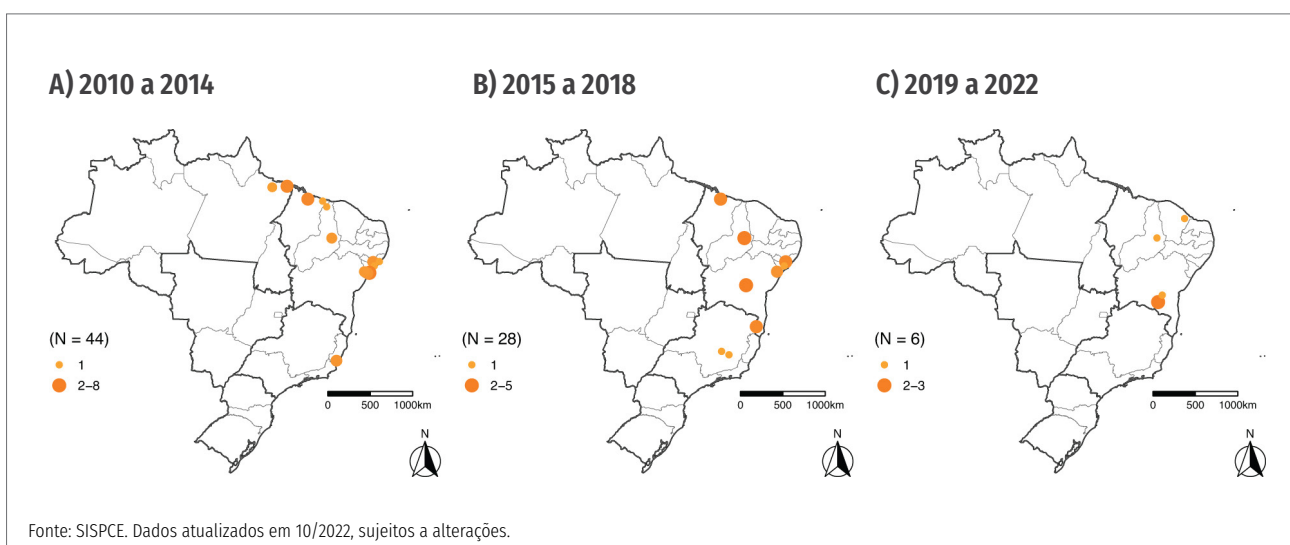 A) 2010 a 2014
B) 2015 a 2018
C) 2019 a 2022
(N = 44)
1
2–8
0 500 1000km
N
(N = 28)
1
2–5
0 500 1000km
N
(N = 6)
1
2–3
0 500 1000km
N
Fonte: SISPCE. Dados atualizados em 10/2022, sujeitos a alterações.